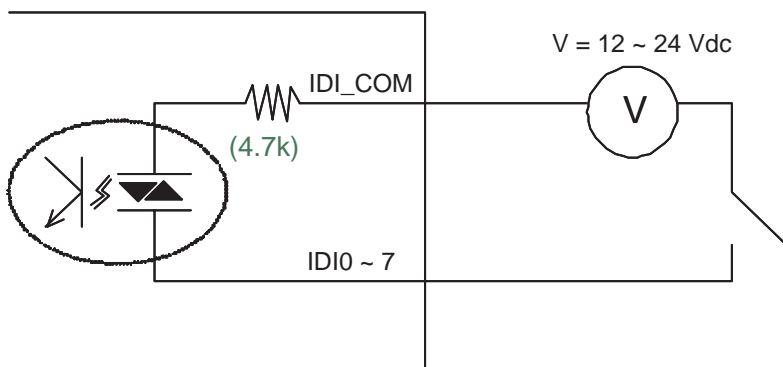 V = 12 ~ 24 Vdc
IDI_COM
V
(4.7k)
IDI0 ~ 7